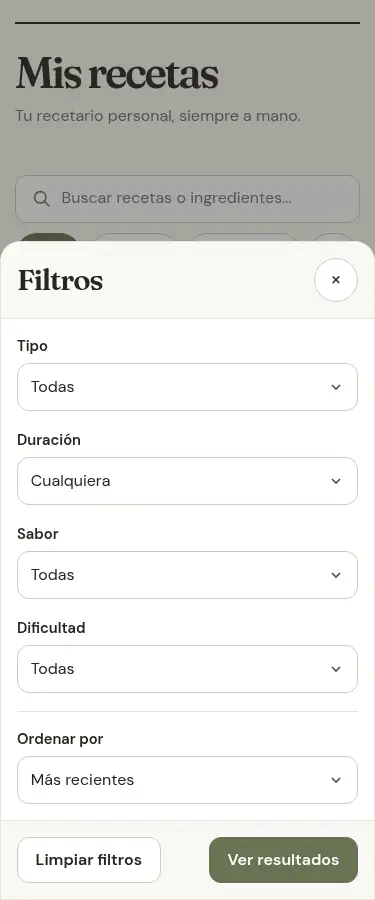 Mis recetas
Tu recetario personal, siempre a mano.
Buscar recetas o ingredientes...
Filtros
×
Tipo
Todas
Duración
Cualquiera
Sabor
Todas
Dificultad
Todas
Ordenar por
Más recientes
Limpiar filtros
Ver resultados